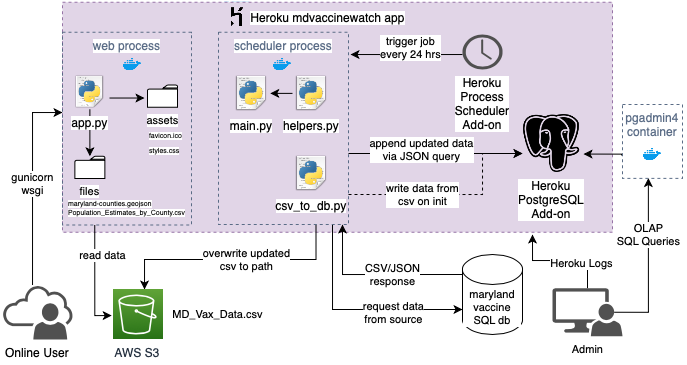 Heroku mdvaccinewatch app
web process
scheduler process
trigger job
every 24 hrs
Heroku
Process
Scheduler
Add-on
app.py
assets
favicon.ico
styles.css
main.py
helpers.py
pgadmin4
container
gunicorn
wsgi
files
maryland-counties.geojson
Population_Estimates_by_County.csv
append updated data
via JSON query
csv_to_db.py
write data from
csv on init
Heroku
PostgreSQL
Add-on
OLAP
SQL Queries
read data
overwrite updated
csv to path
CSV/JSON
response
Heroku Logs
maryland
vaccine
SQL db
MD_Vax_Data.csv
request data
from source
Online User
AWS S3
Admin